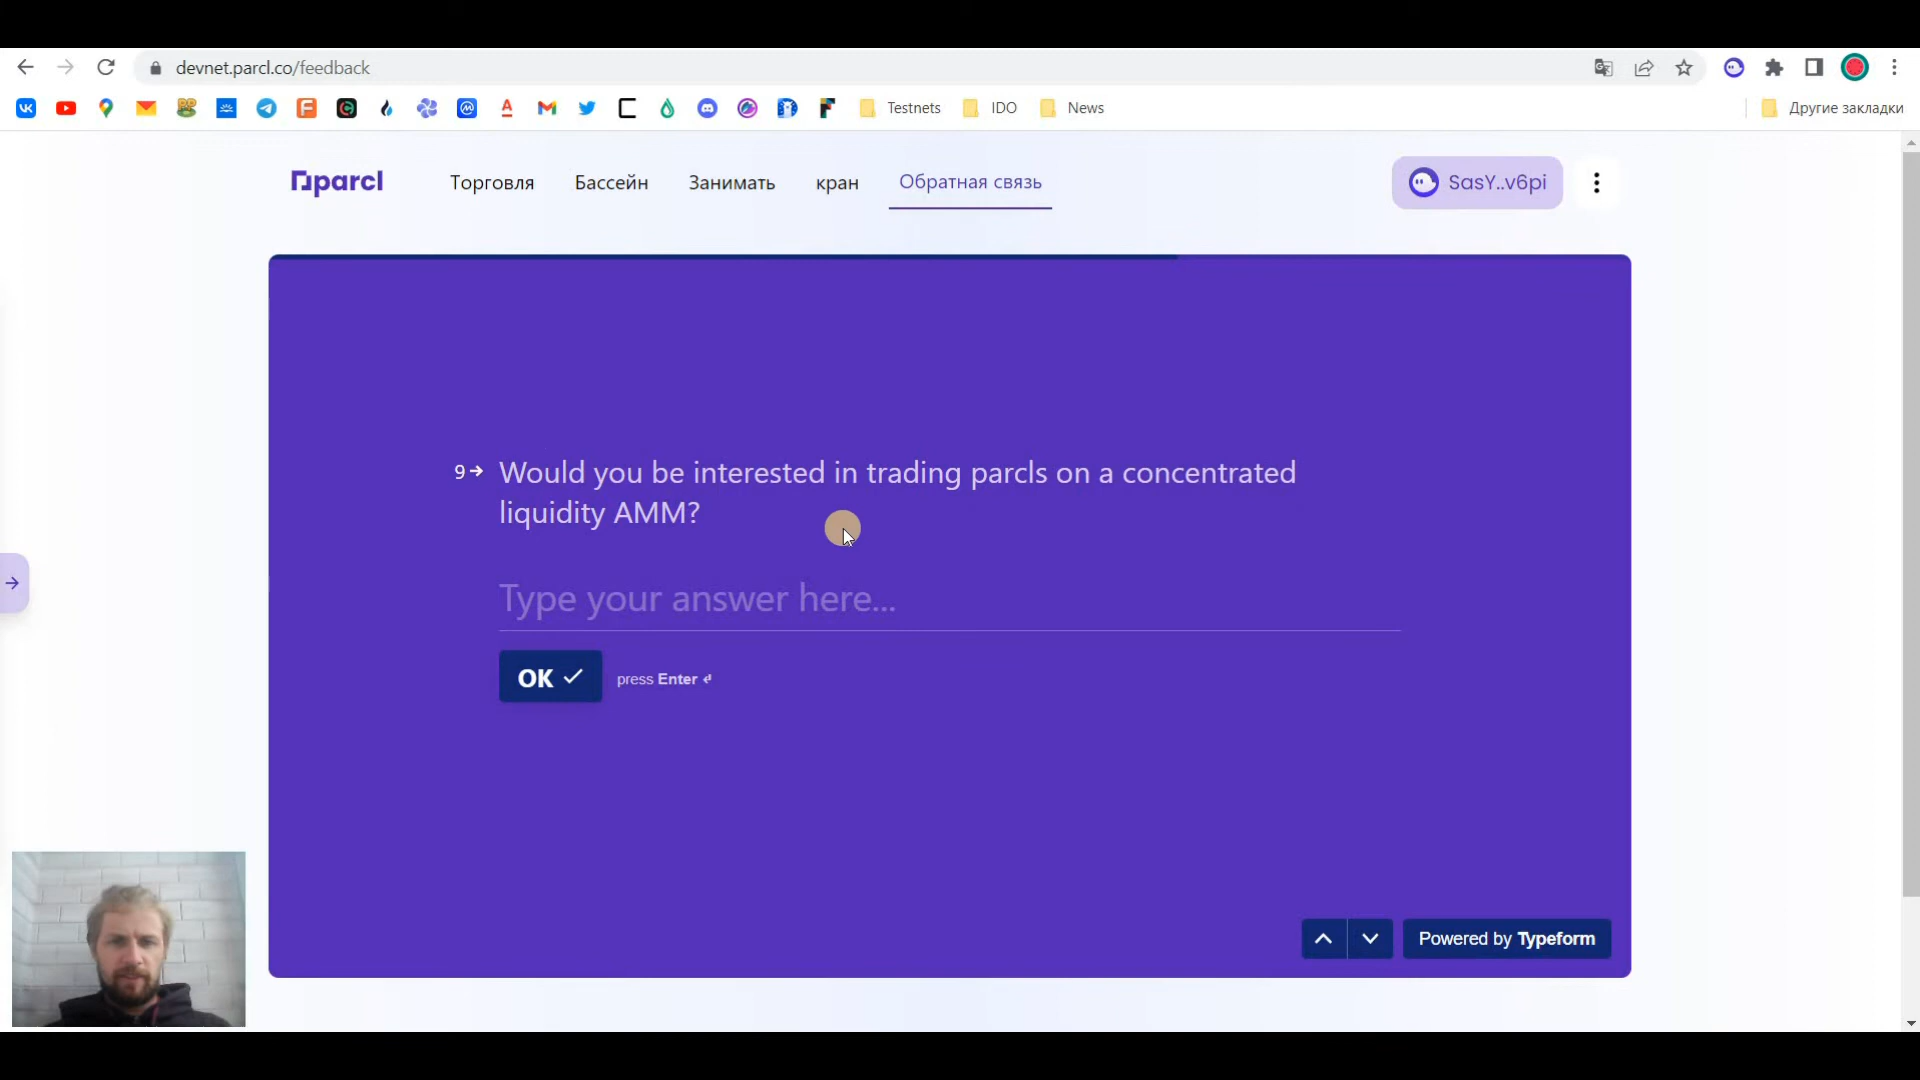 devnet.parcl.co/feedback
Testnets
IDO
News
Другие закладки
parcl
Торговля
Бассейн
Занимать
кран
Обратная связь
SasY..v6pi
9
Would you be interested in trading parcls on a concentrated
liquidity AMM?
Type your answer here...
OK
press Enter
Powered by Typeform